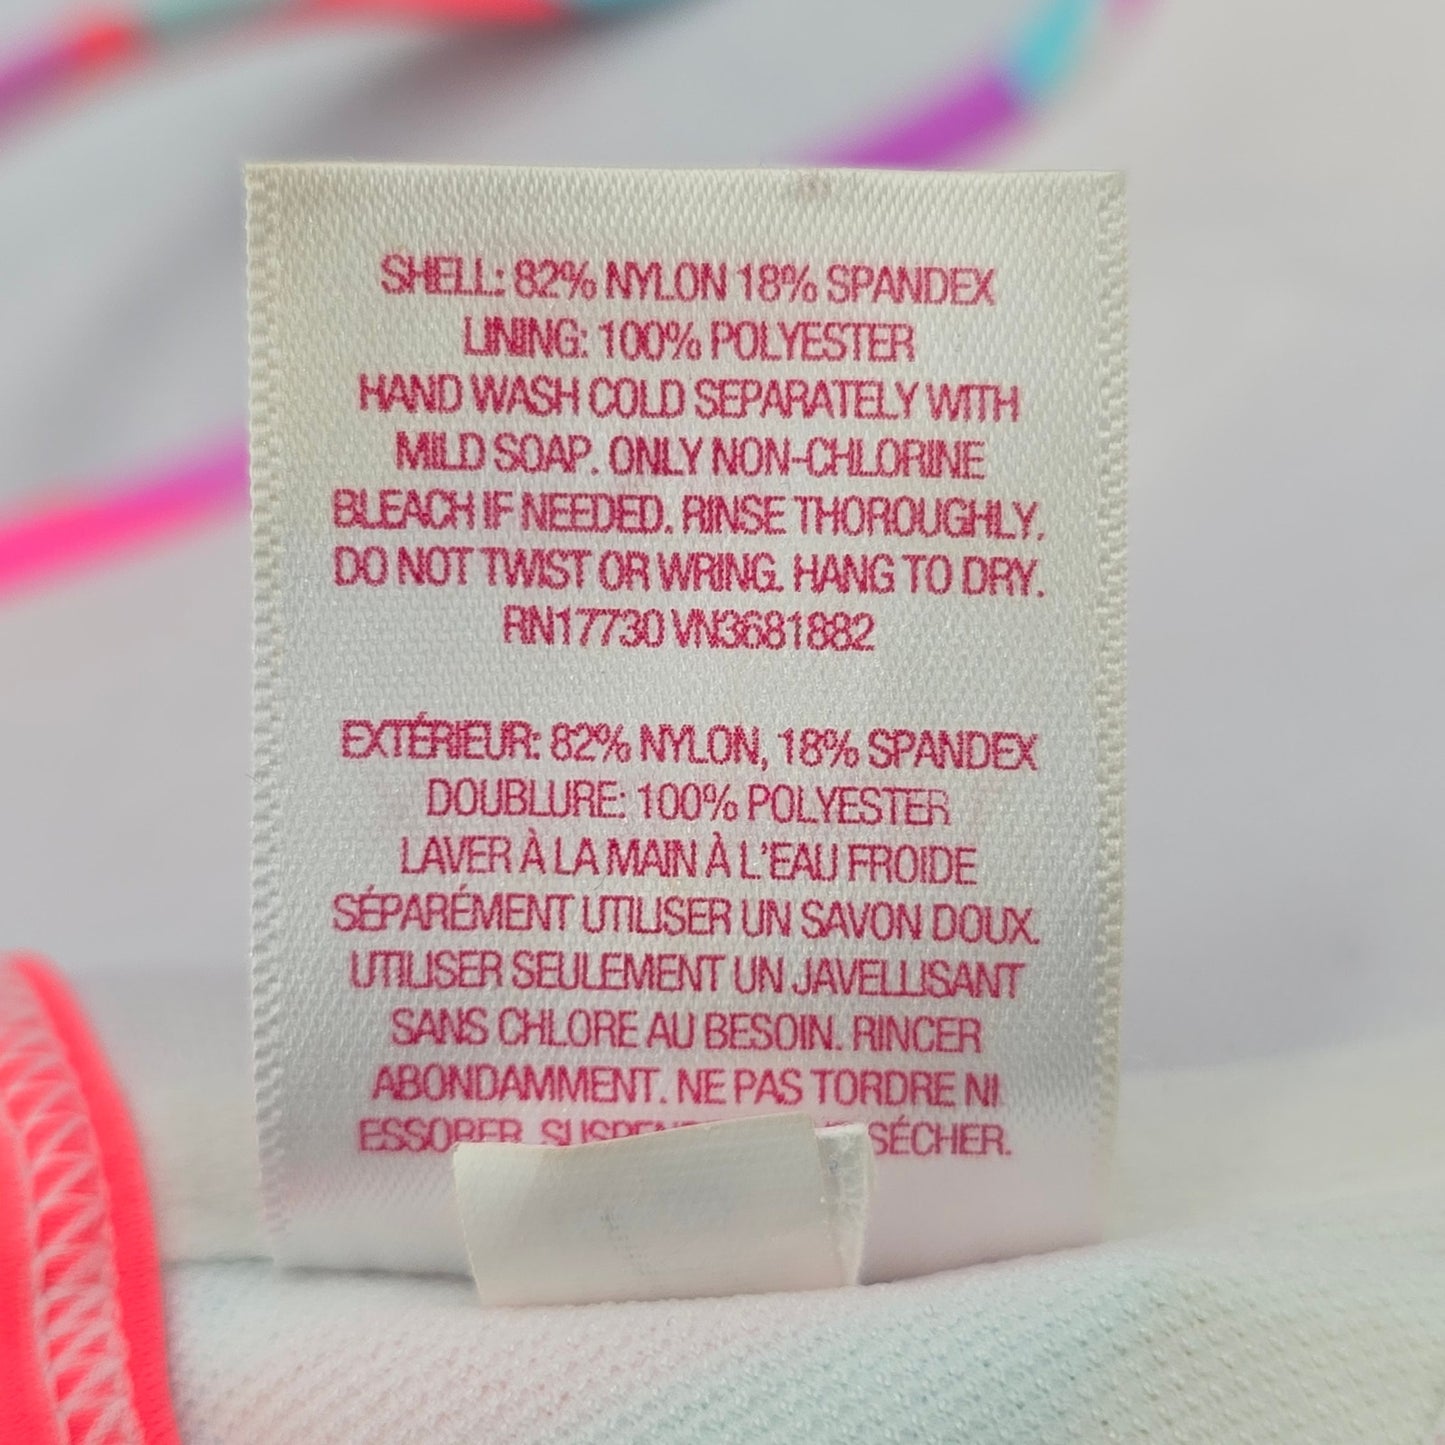 SHELL: 82% NYLON 18% SPANDEX
LINING: 100% POLYESTER
HAND WASH COLD SEPARATELY WITH
MILD SOAP. ONLY NON-CHLORINE
BLEACH IF NEEDED. RINSE THOROUGHLY.
DO NOT TWIST OR WRING. HANG TO DRY.
RN17730 VN3681882
EXTÉRIEUR: 82% NYLON, 18% SPANDEX
DOUBLURE: 100% POLYESTER
LAVER À LA MAIN À L'EAU FROIDE
SÉPARÉMENT UTILISER UN SAVON DOUX.
UTILISER SEULEMENT UN JAVELLISANT
SANS CHLORE AU BESOIN. RINCER
ABONDAMMENT. NE PAS TORDRE NI
ESSORER. SÉCHER.